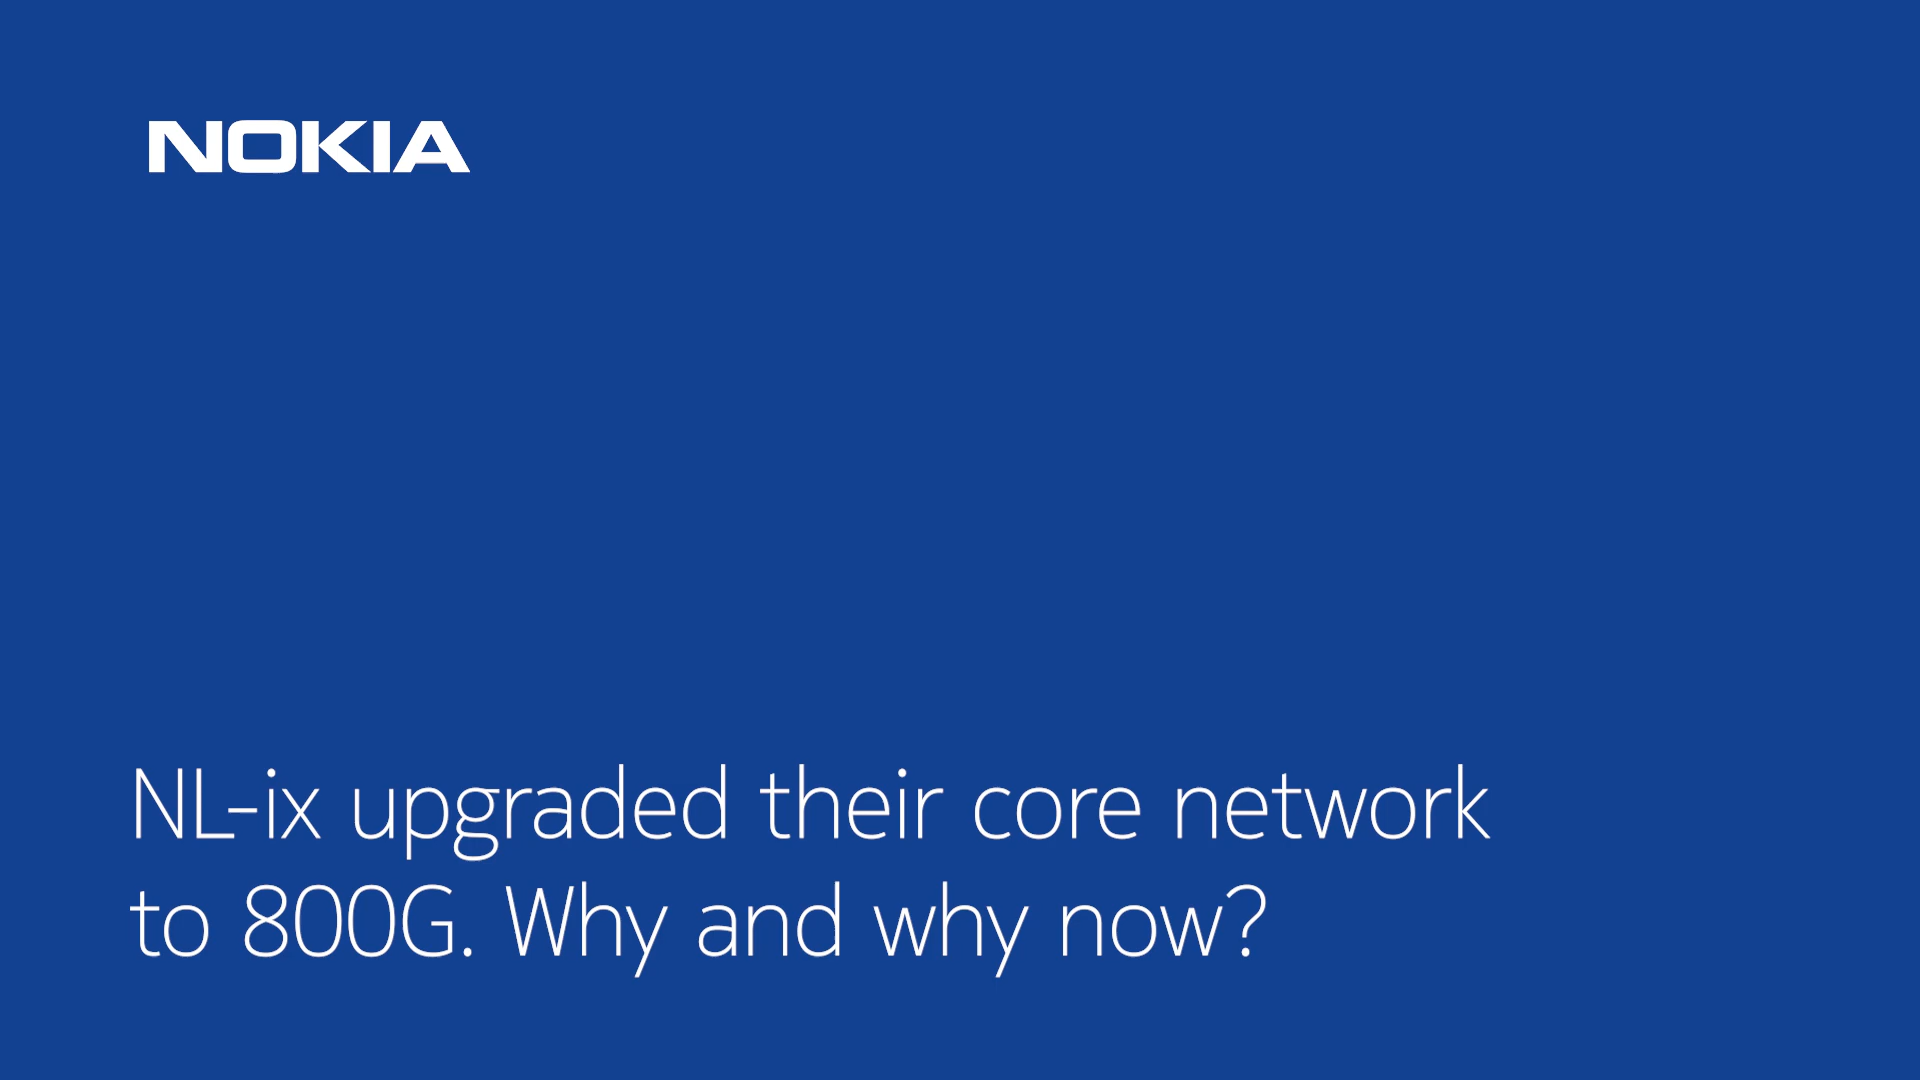 NOKIA
NL-ix upgraded their core network
to 800G. Why and why now?